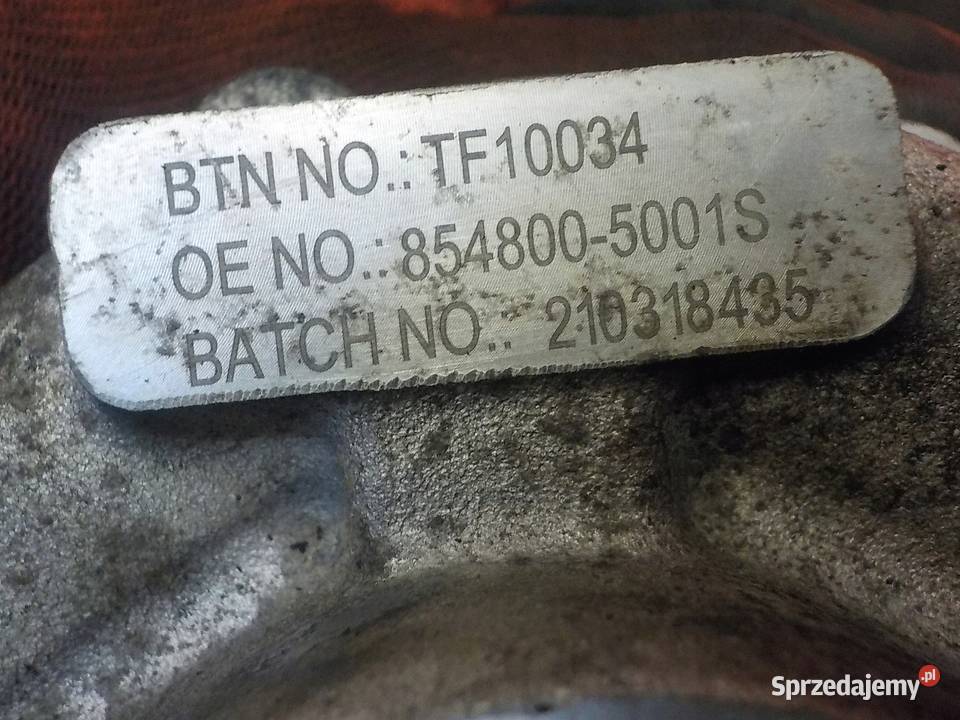 BTN NO.: TF10034
OE NO.: 854800-5001S
BATCH NO.: 210318435
Sprzedajemy.pl